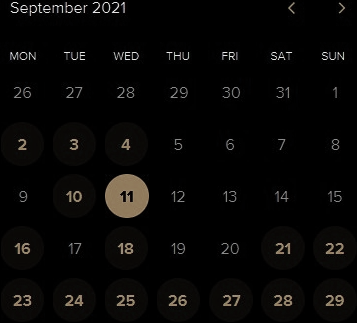 September 2021
MON TUE WED THU FRI SAT SUN
26 27 28 29 30 31 1
2 3 4 5 6 7 8
9 10 11 12 13 14 15
16 17 18 19 20 21 22
23 24 25 26 27 28 29